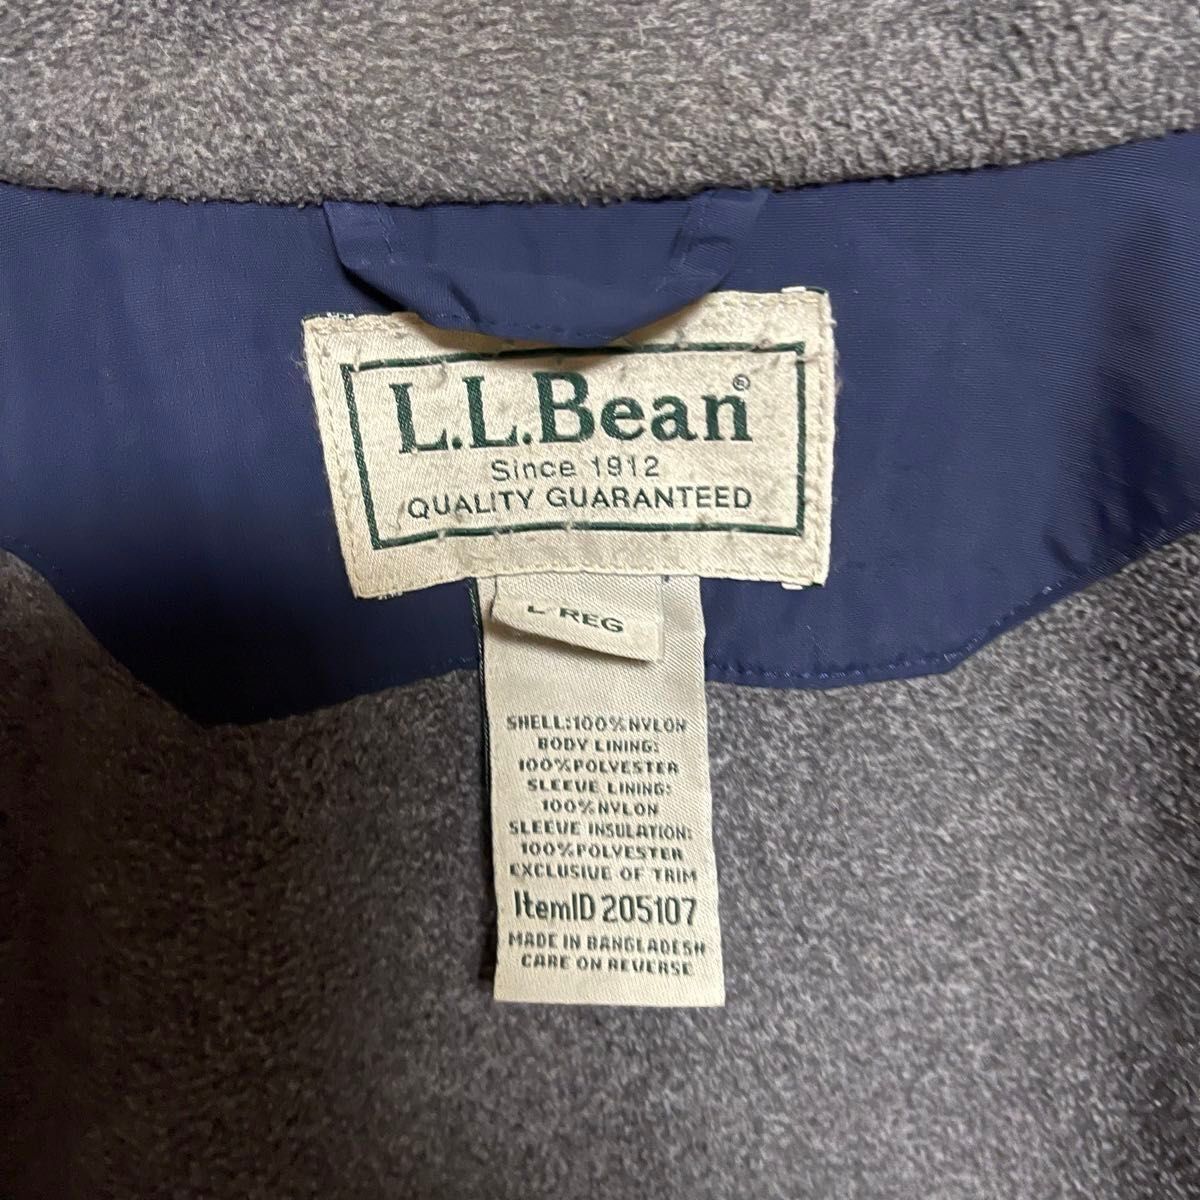 L.L.Bean®
Since 1912
QUALITY GUARANTEED
L REG
SHELL:100%NYLON
BODY LINING:
100%POLYESTER
SLEEVE LINING:
100%NYLON
SLEEVE INSULATION:
100%POLYESTER
EXCLUSIVE OF TRIM
ItemID 205107
MADE IN BANGLADESH
CARE ON REVERSE